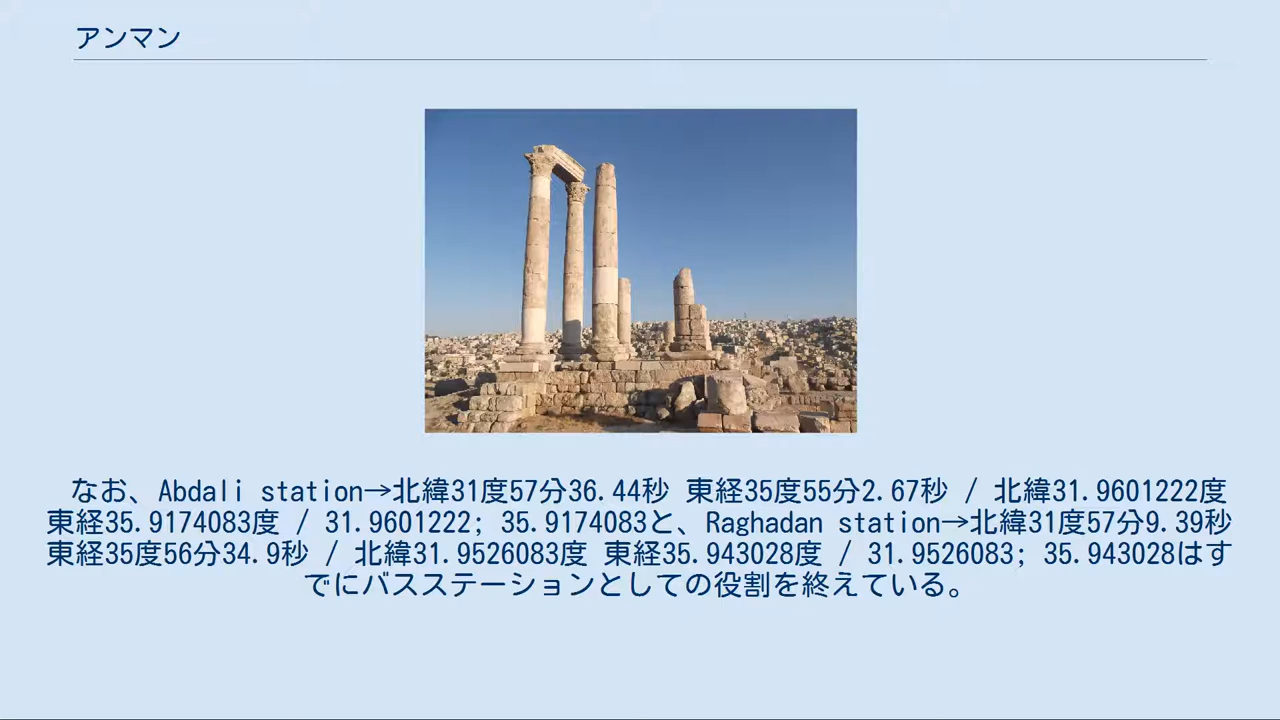 アンマン
なお、Abdali station→北緯31度57分36.44秒 東経35度55分2.67秒 / 北緯31.9601222度
東経35.9174083度 / 31.9601222; 35.9174083と、Raghadan station→北緯31度57分9.39秒
東経35度56分34.9秒 / 北緯31.9526083度 東経35.943028度 / 31.9526083; 35.943028はす
でにバスステーションとしての役割を終えている。